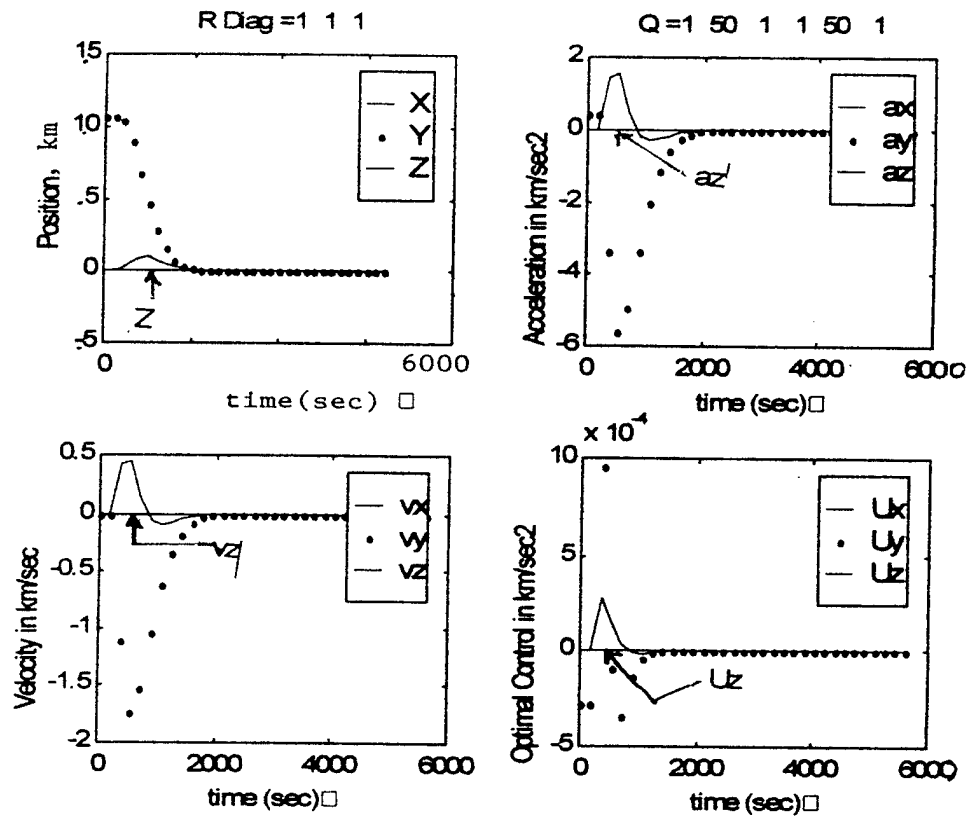 R Diag =1 1 1
Q =1 50 1 1 50 1
Position, km
15
1.0
.5
0
-.5
X
Y
Z
Z
0
6000
time(sec) □
Acceleration in km/sec2
2
0
-2
-4
-6
ax
ay
az
az
0
2000
4000
6000
time (sec)□
Velocity in km/sec
0.5
0
-0.5
-1
-1.5
-2
vx
vy
vz
vz
0
2000
4000
6000
time (sec)□
x 10-4
Optimal Control in km/sec2
10
5
0
-5
Ux
Uy
Uz
Uz
0
2000
4000
6000
time (sec)□